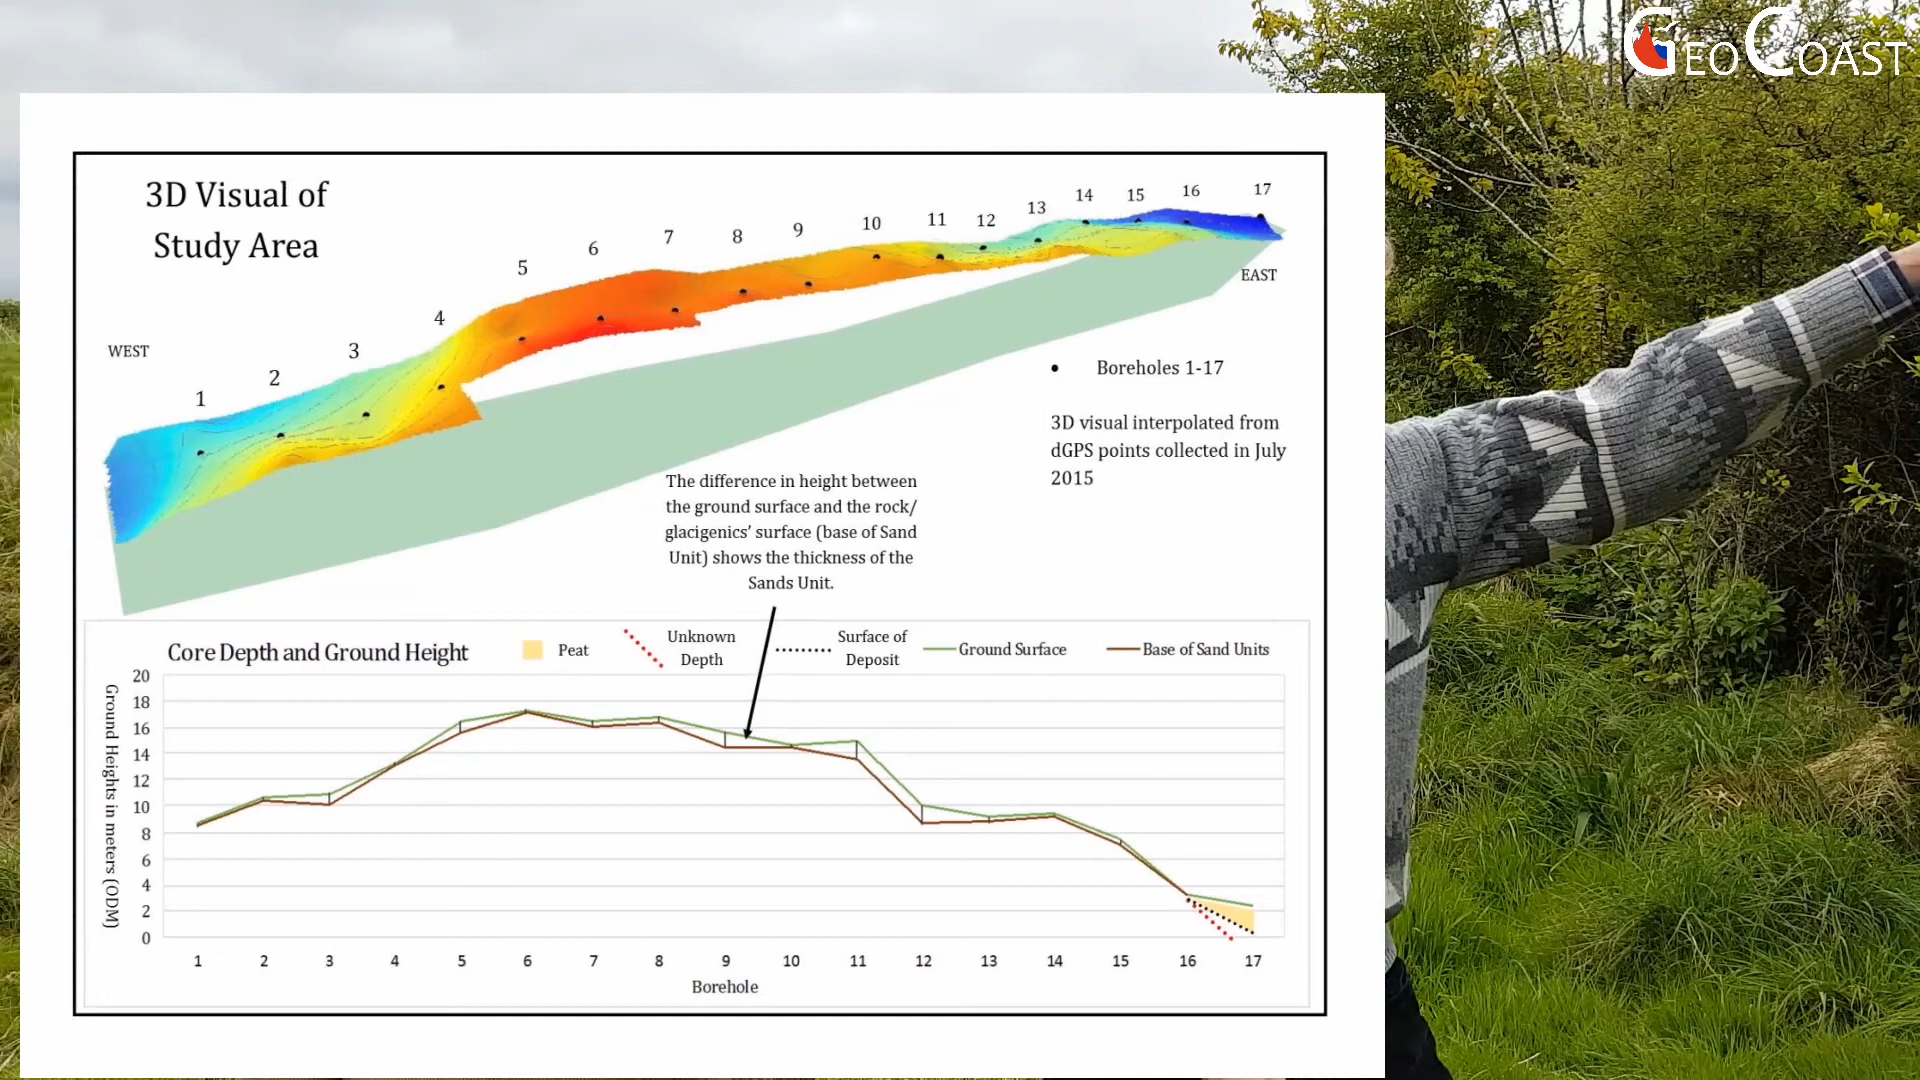 GEOCOAST
3D Visual of
Study Area
WEST
EAST
1 2 3 4 5 6 7 8 9 10 11 12 13 14 15 16 17
Boreholes 1-17
3D visual interpolated from
dGPS points collected in July
2015
The difference in height between
the ground surface and the rock/
glacigenics' surface (base of Sand
Unit) shows the thickness of the
Sands Unit.
Core Depth and Ground Height
Peat
Unknown
Depth
Surface of
Deposit
Ground Surface
Base of Sand Units
Ground Heights in meters (ODM)
20
18
16
14
12
10
8
6
4
2
0
1 2 3 4 5 6 7 8 9 10 11 12 13 14 15 16 17
Borehole